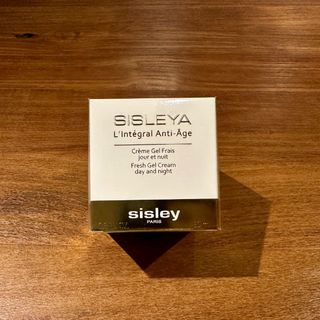 SISLEYA
L'Intégral Anti-Âge
Crème Gel Frais
jour et nuit
Fresh Gel Cream
day and night
sisley
PARIS